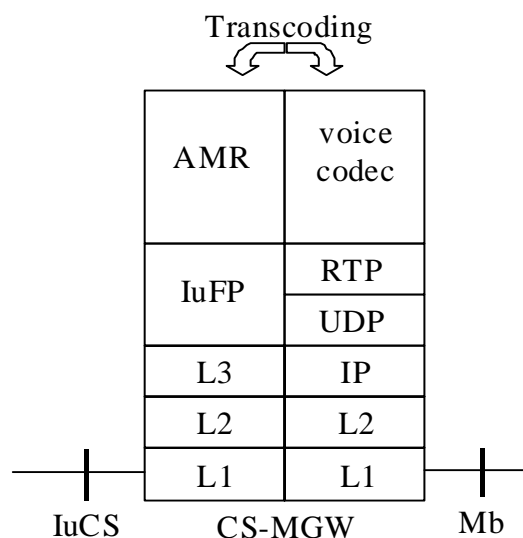 Transcoding
AMR
voice
codec
IuFP
RTP
UDP
L3
IP
L2
L2
L1
L1
IuCS
CS-MGW
Mb